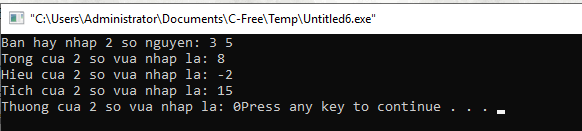 "C:\Users\Administrator\Documents\C-Free\Temp\Untitled6.exe"
Ban hay nhap 2 so nguyen: 3 5
Tong cua 2 so vua nhap la: 8
Hieu cua 2 so vua nhap la: -2
Tich cua 2 so vua nhap la: 15
Thuong cua 2 so vua nhap la: 0Press any key to continue . . .